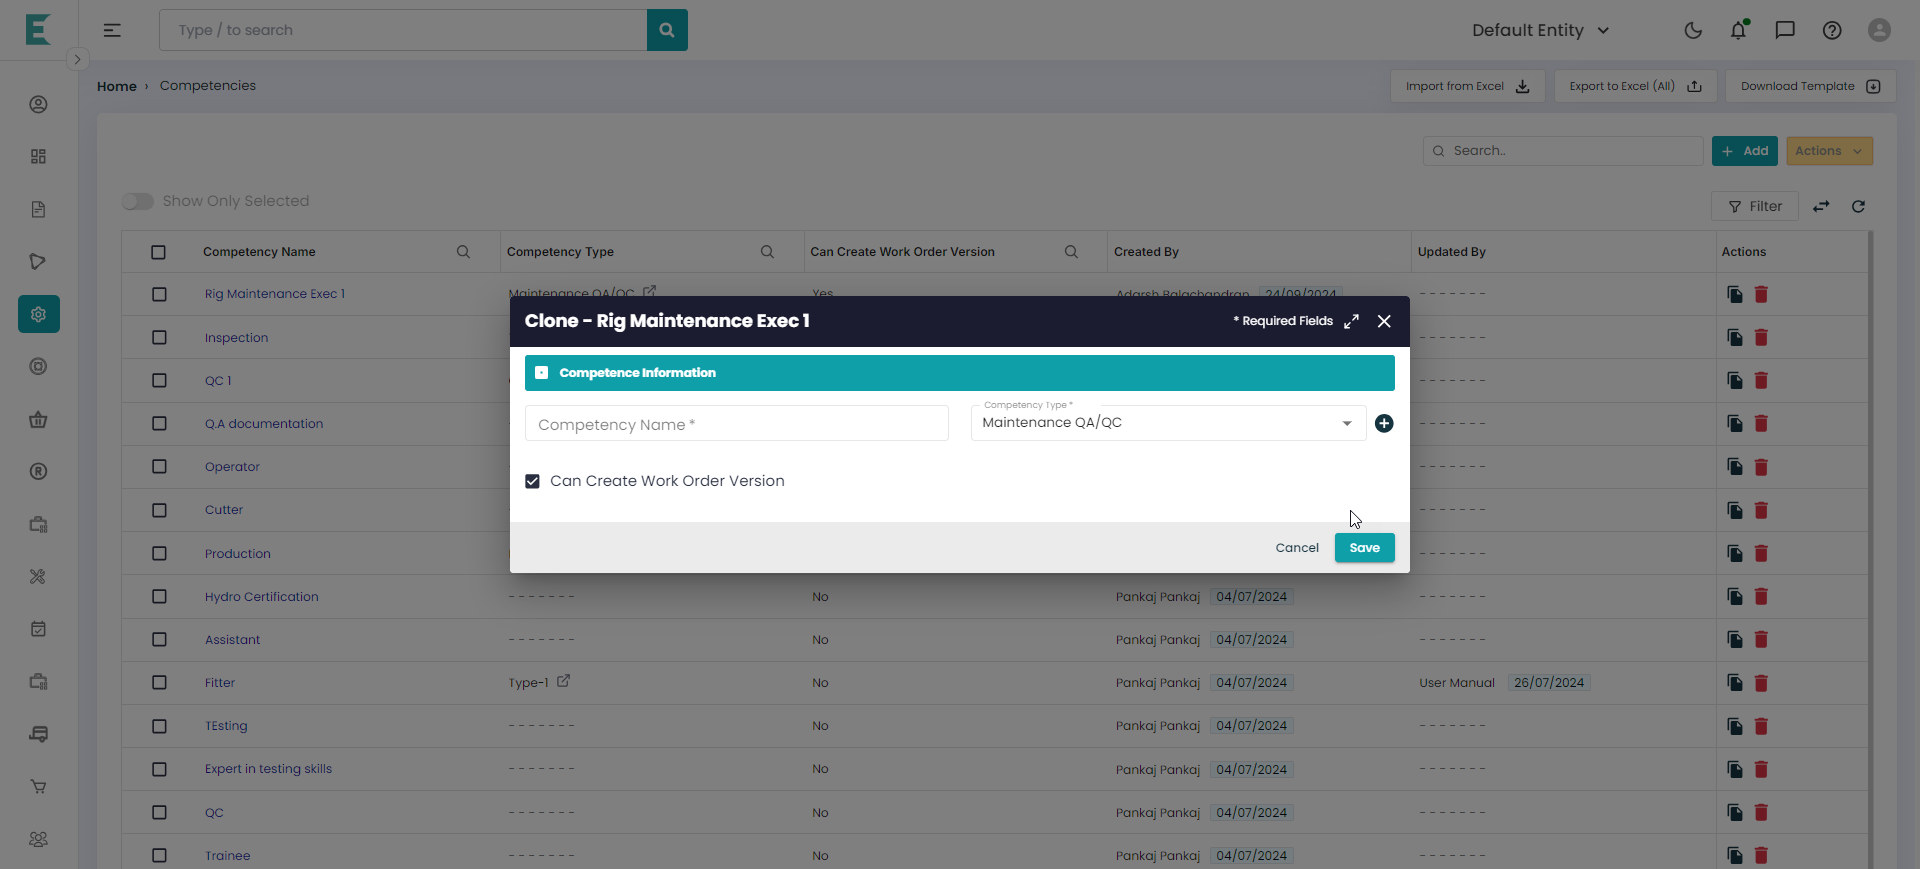 Type / to search
Default Entity
Home › Competencies
Import from Excel
Export to Excel (All)
Download Template
Search..
+ Add
Actions
Show Only Selected
Filter
Competency Name
Competency Type
Can Create Work Order Version
Created By
Updated By
Actions
Rig Maintenance Exec 1
Maintenance QA/QC
Yes
Adarsh Balachandran
24/09/2024
- - - - - - -
Clone - Rig Maintenance Exec 1
* Required Fields
Competence Information
Competency Name *
Competency Type *
Maintenance QA/QC
Can Create Work Order Version
Cancel
Save
Inspection
- - - - - - -
QC 1
- - - - - - -
Q.A documentation
- - - - - - -
Operator
- - - - - - -
Cutter
- - - - - - -
Production
- - - - - - -
Hydro Certification
- - - - - - -
No
Pankaj Pankaj 04/07/2024
- - - - - - -
Assistant
- - - - - - -
No
Pankaj Pankaj 04/07/2024
- - - - - - -
Fitter
Type-1
No
Pankaj Pankaj 04/07/2024
User Manual 26/07/2024
TEsting
- - - - - - -
No
Pankaj Pankaj 04/07/2024
- - - - - - -
Expert in testing skills
- - - - - - -
No
Pankaj Pankaj 04/07/2024
- - - - - - -
QC
- - - - - - -
No
Pankaj Pankaj 04/07/2024
- - - - - - -
Trainee
- - - - - - -
No
Pankaj Pankaj 04/07/2024
- - - - - - -